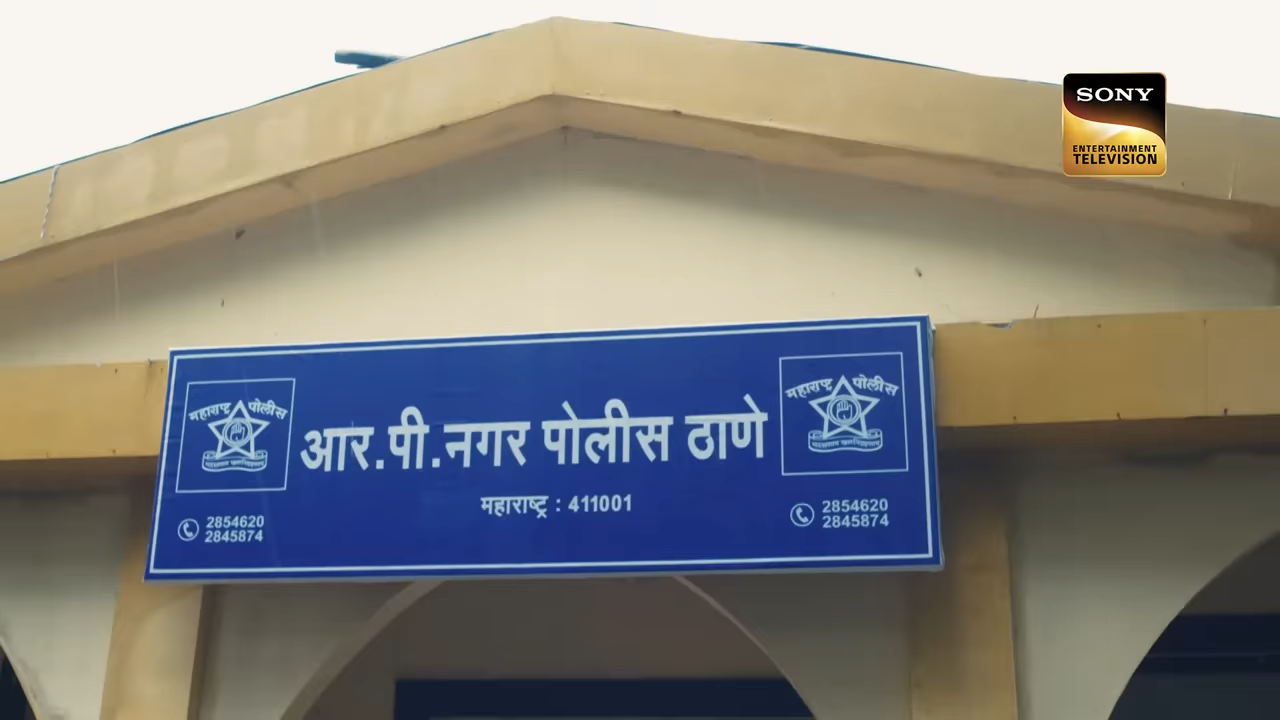 SONY
ENTERTAINMENT
TELEVISION
महाराष्ट्र पोलीस
महाराष्ट्र पोलीस
आर.पी.नगर पोलीस ठाणे
महाराष्ट्र : 411001
2854620
2845874
2854620
2845874